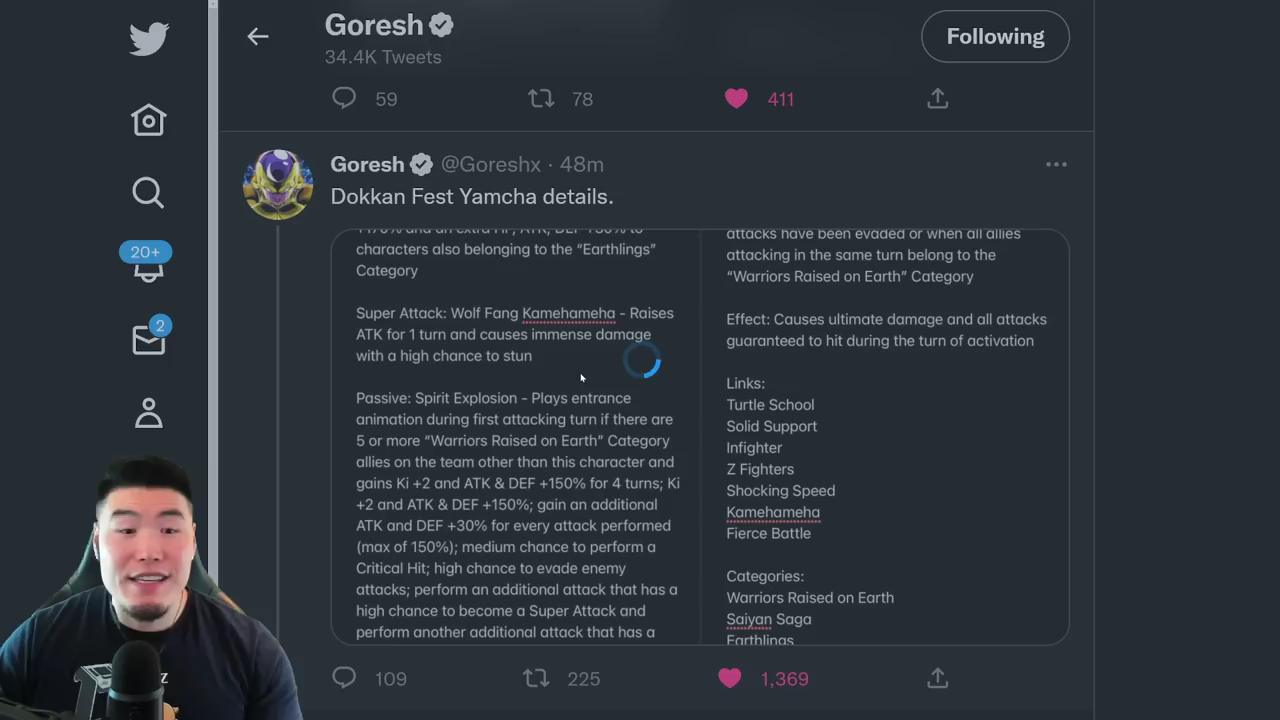 Goresh
34.4K Tweets
Following
59
78
411
20+
2
Goresh @Goreshx · 48m
Dokkan Fest Yamcha details.
characters also belonging to the “Earthlings”
Category
Super Attack: Wolf Fang Kamehameha - Raises
ATK for 1 turn and causes immense damage
with a high chance to stun
Passive: Spirit Explosion - Plays entrance
animation during first attacking turn if there are
5 or more “Warriors Raised on Earth” Category
allies on the team other than this character and
gains Ki +2 and ATK & DEF +150% for 4 turns; Ki
+2 and ATK & DEF +150%; gain an additional
ATK and DEF +30% for every attack performed
(max of 150%); medium chance to perform a
Critical Hit; high chance to evade enemy
attacks; perform an additional attack that has a
high chance to become a Super Attack and
perform another additional attack that has a
attacks have been evaded or when all allies
attacking in the same turn belong to the
“Warriors Raised on Earth” Category
Effect: Causes ultimate damage and all attacks
guaranteed to hit during the turn of activation
Links:
Turtle School
Solid Support
Infighter
Z Fighters
Shocking Speed
Kamehameha
Fierce Battle
Categories:
Warriors Raised on Earth
Saiyan Saga
Earthlings
109
225
1,369
Z